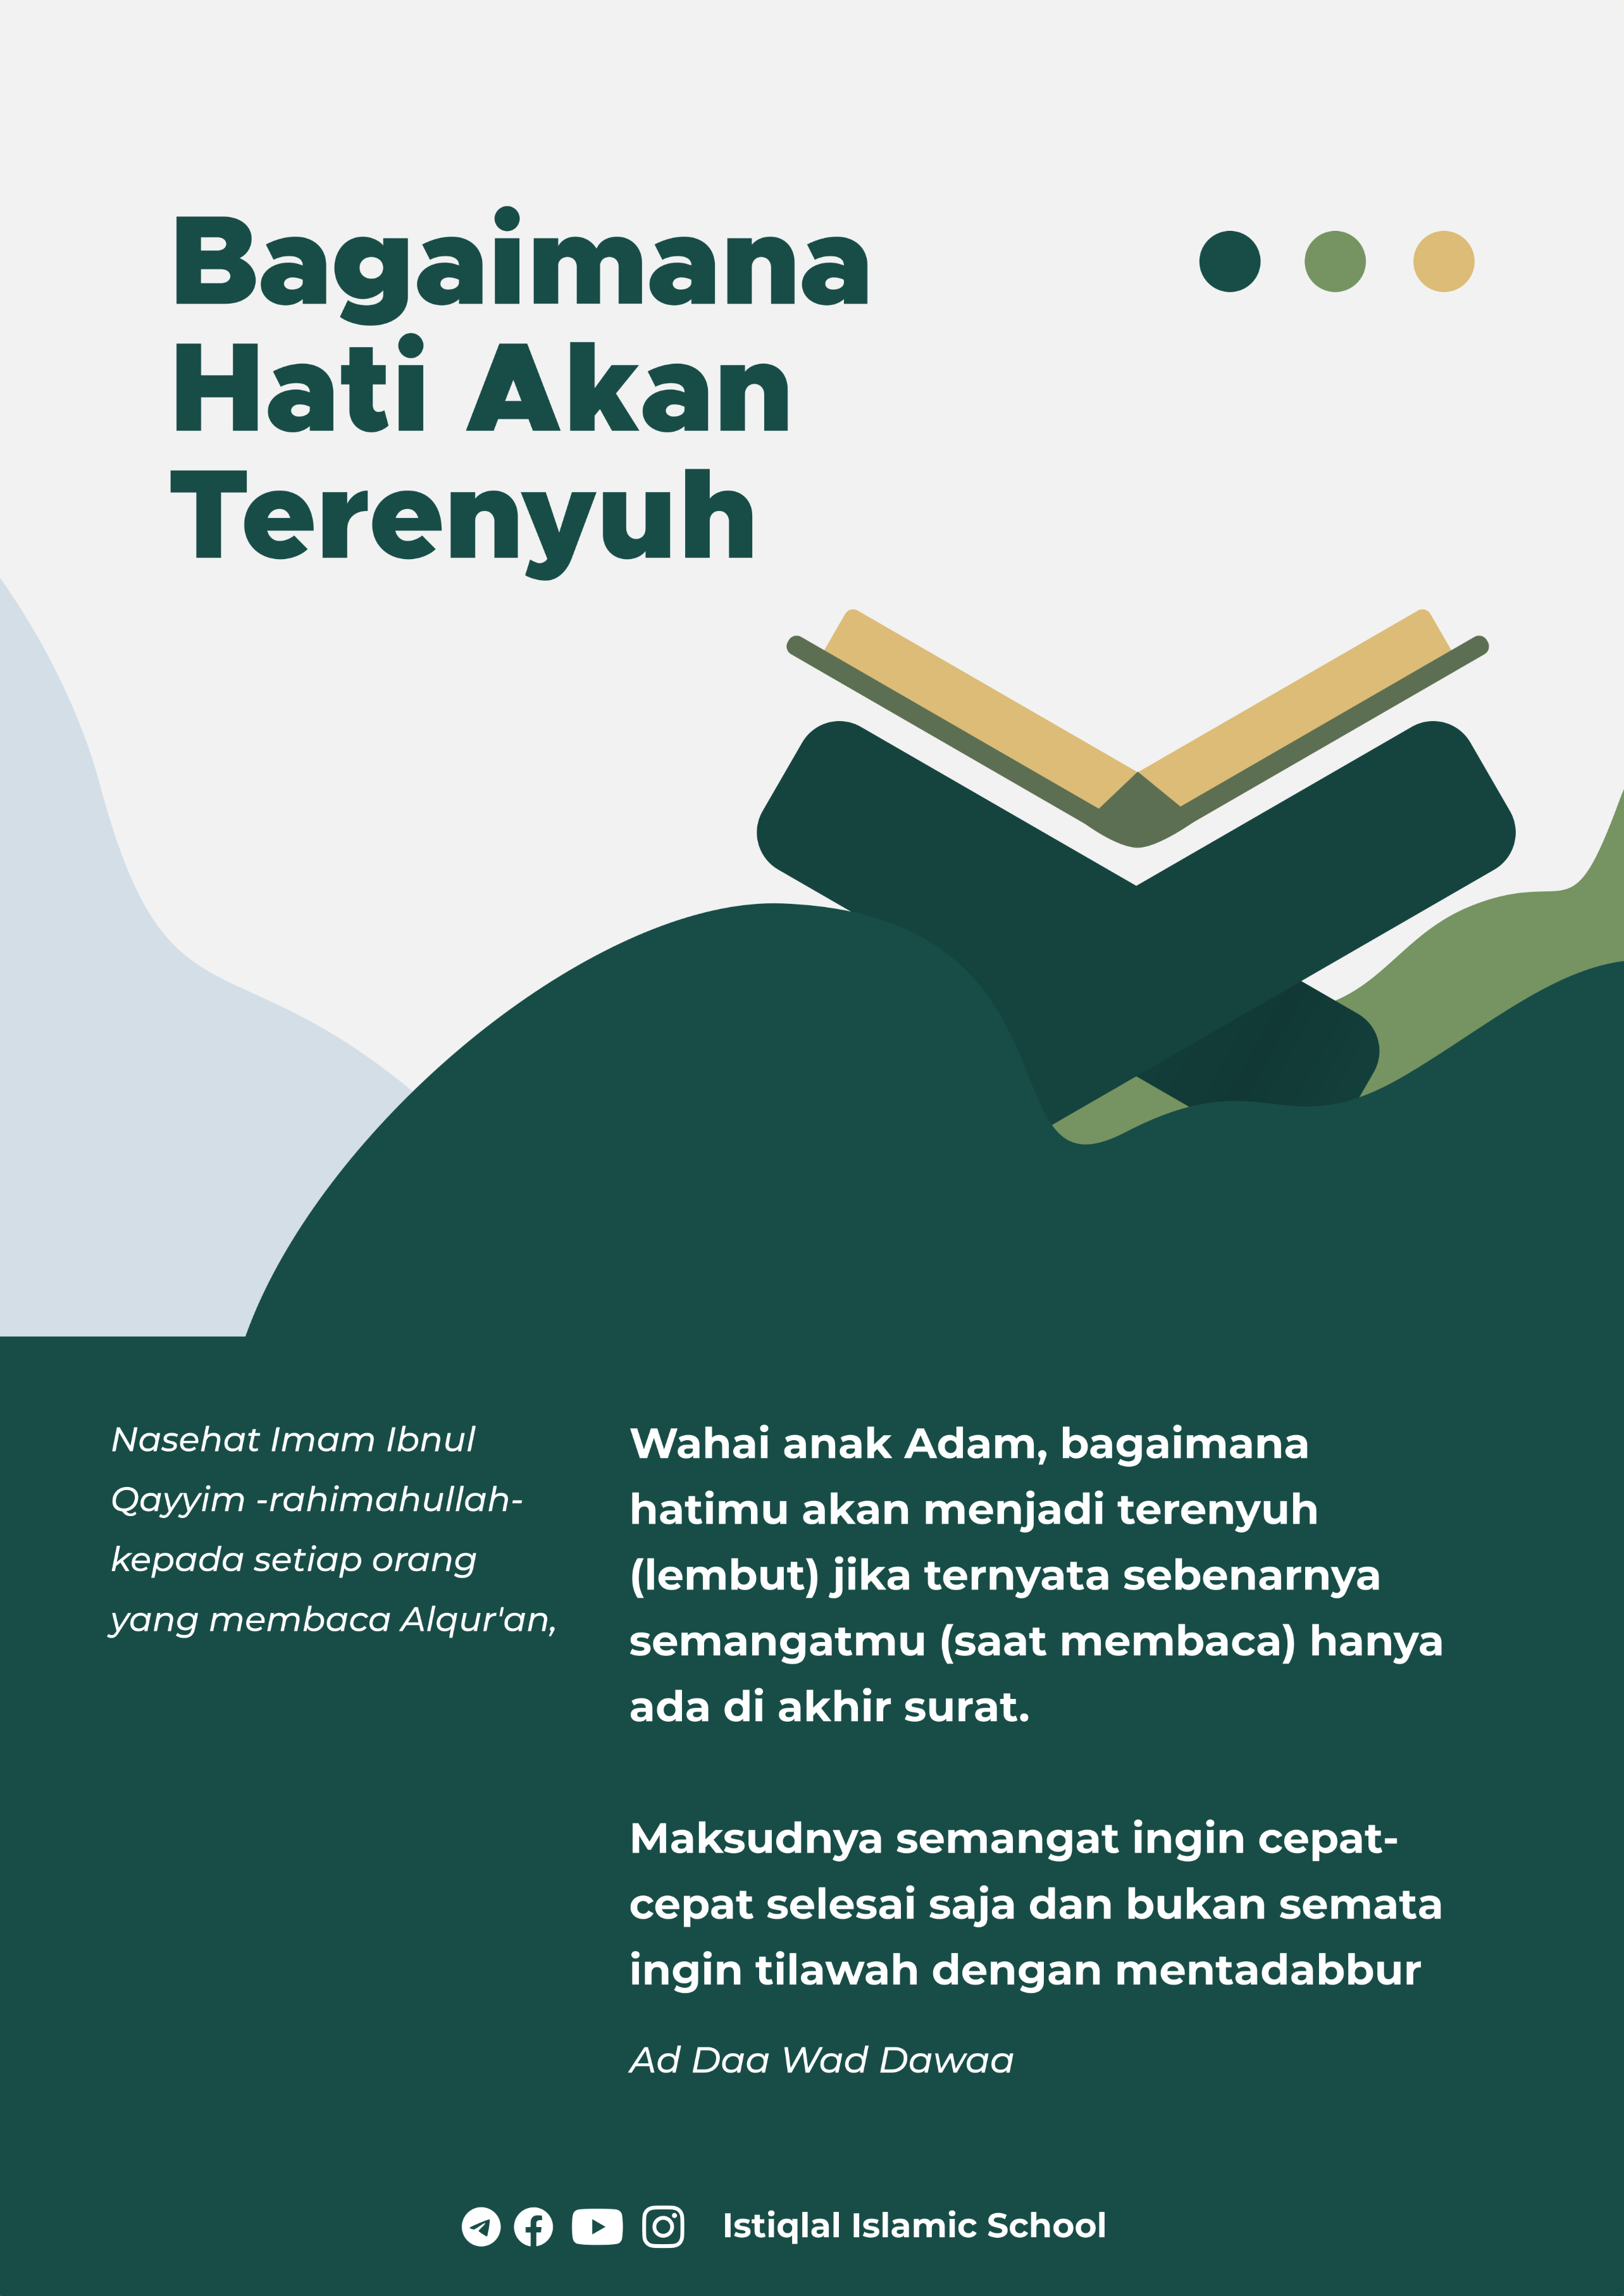 Bagaimana
Hati Akan
Terenyuh
Nasehat Imam Ibnul
Qayyim -rahimahullah-
kepada setiap orang
yang membaca Alqur'an,
Wahai anak Adam, bagaimana
hatimu akan menjadi terenyuh
(lembut) jika ternyata sebenarnya
semangatmu (saat membaca) hanya
ada di akhir surat.
Maksudnya semangat ingin cepat-
cepat selesai saja dan bukan semata
ingin tilawah dengan mentadabbur
Ad Daa Wad Dawaa
Istiqlal Islamic School